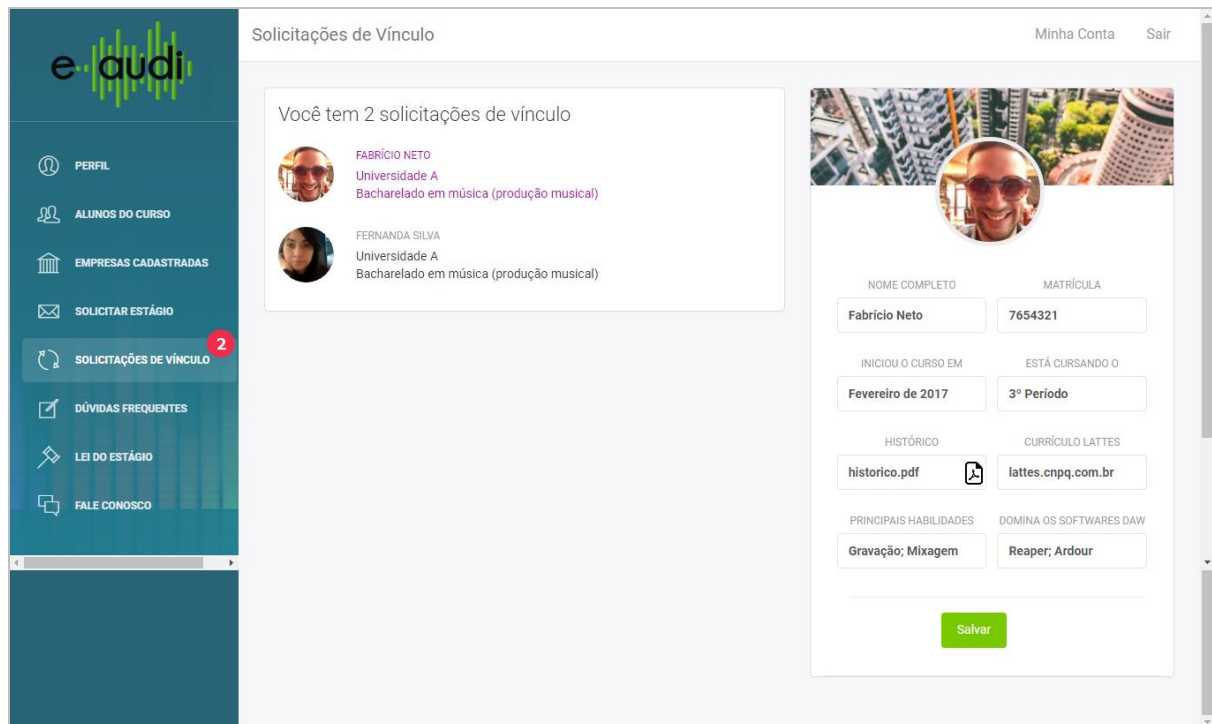 e-audi
PERFIL
ALUNOS DO CURSO
EMPRESAS CADASTRADAS
SOLICITAR ESTÁGIO
SOLICITAÇÕES DE VÍNCULO
2
DÚVIDAS FREQUENTES
LEI DO ESTÁGIO
FALE CONOSCO
Solicitações de Vínculo
Minha Conta Sair
Você tem 2 solicitações de vínculo
FABRÍCIO NETO
Universidade A
Bacharelado em música (produção musical)
FERNANDA SILVA
Universidade A
Bacharelado em música (produção musical)
NOME COMPLETO MATRÍCULA
Fabrício Neto 7654321
INICIOU O CURSO EM ESTÁ CURSANDO O
Fevereiro de 2017 3º Período
HISTÓRICO CURRÍCULO LATTES
historico.pdf lattes.cnpq.com.br
PRINCIPAIS HABILIDADES DOMINA OS SOFTWARES DAW
Gravação; Mixagem Reaper; Ardour
Salvar